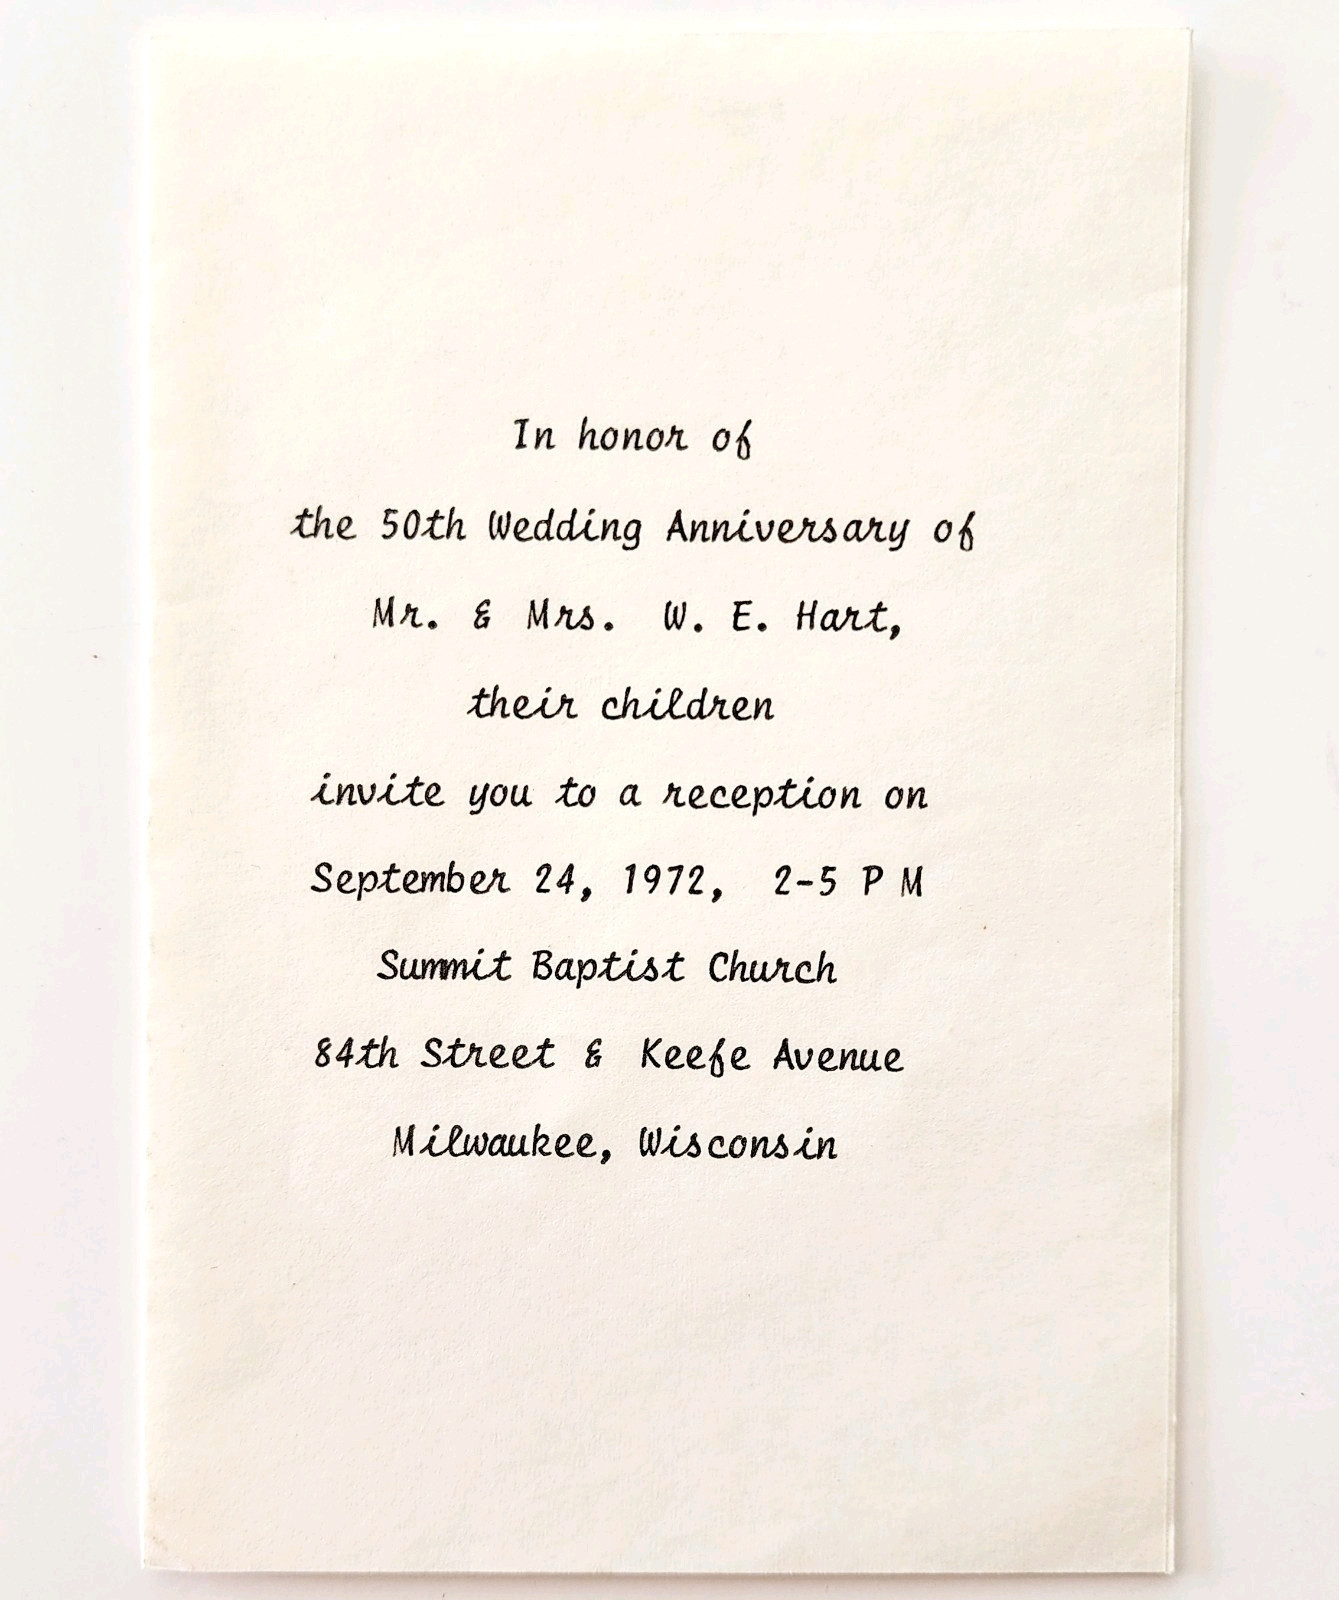 In honor of
the 50th Wedding Anniversary of
Mr. & Mrs. W. E. Hart,
their children
invite you to a reception on
September 24, 1972, 2-5 P M
Summit Baptist Church
84th Street & Keefe Avenue
Milwaukee, Wisconsin